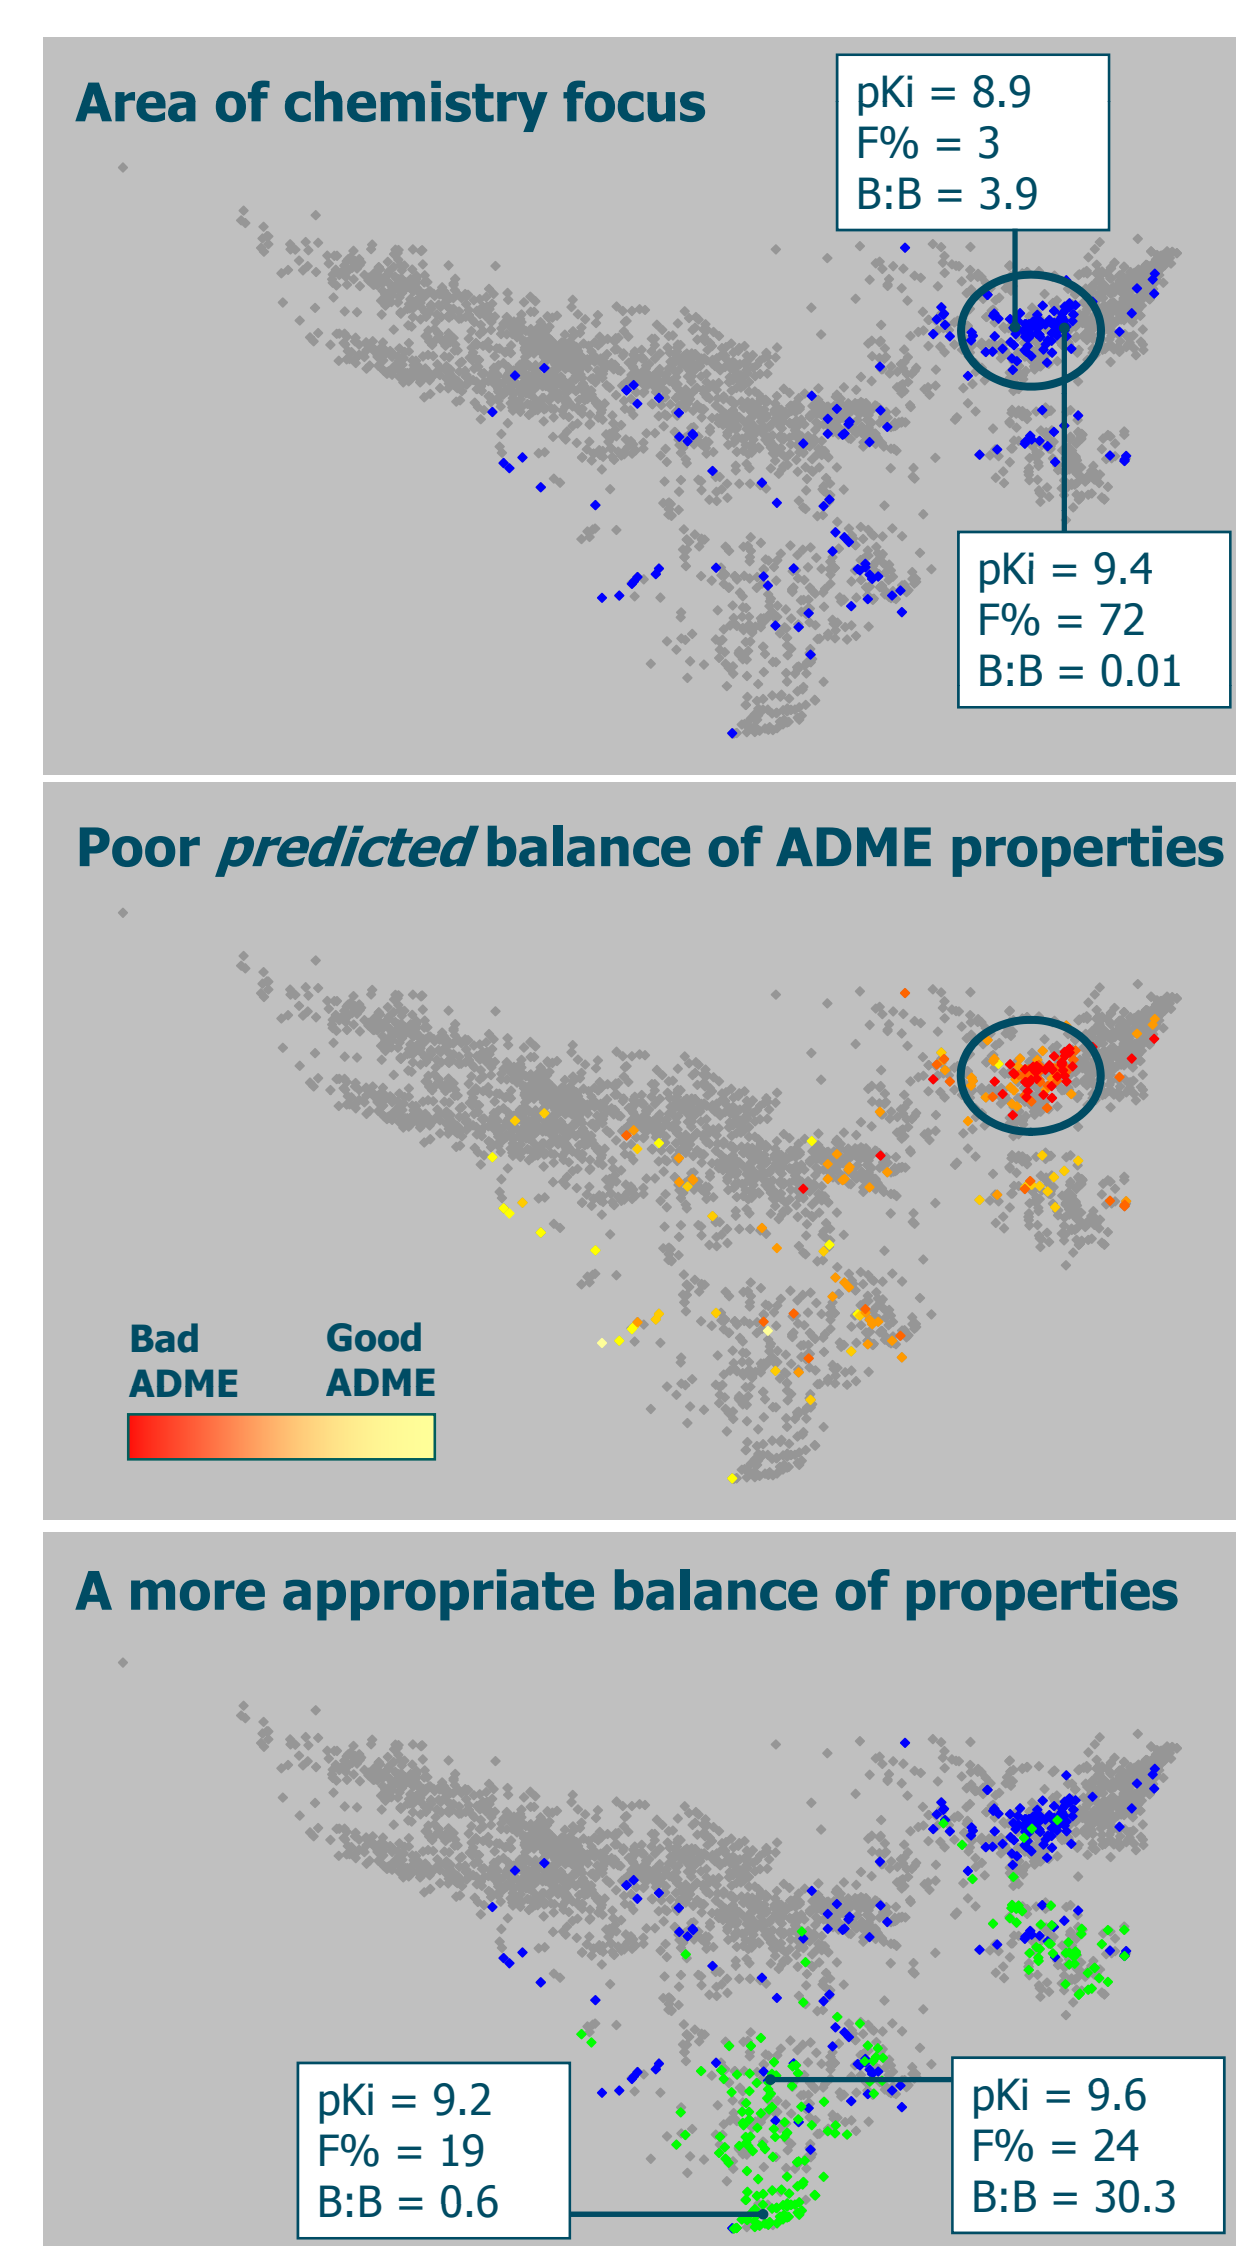 Area of chemistry focus
pKi = 8.9
F% = 3
B:B = 3.9
pKi = 9.4
F% = 72
B:B = 0.01
Poor predicted balance of ADME properties
Bad ADME
Good ADME
A more appropriate balance of properties
pKi = 9.2
F% = 19
B:B = 0.6
pKi = 9.6
F% = 24
B:B = 30.3